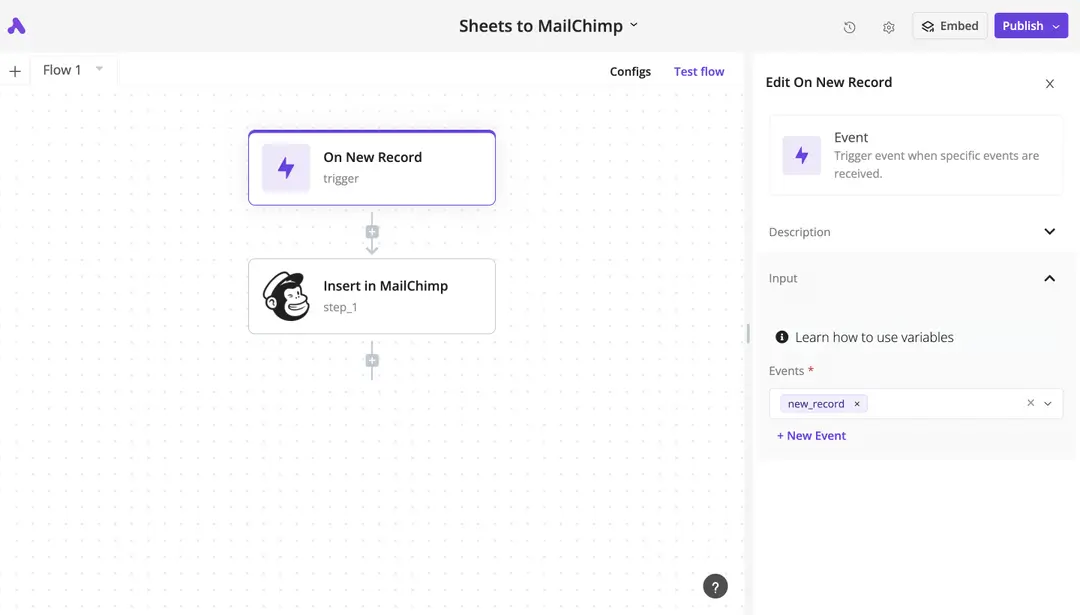 Sheets to MailChimp
Embed
Publish
Flow 1
Configs
Test flow
On New Record
trigger
Insert in MailChimp
step_1
Edit On New Record
Event
Trigger event when specific events are
received.
Description
Input
Learn how to use variables
Events *
new_record ×
+ New Event
?